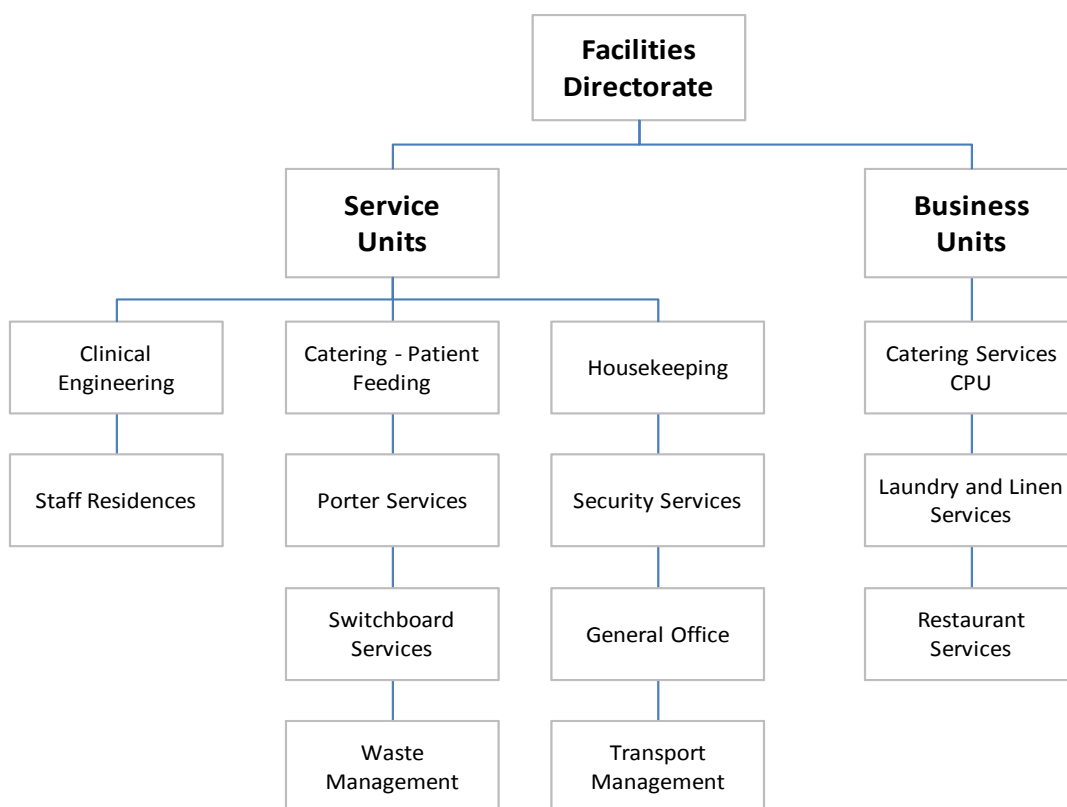 Facilities
Directorate
Service
Units
Business
Units
Clinical
Engineering
Catering - Patient
Feeding
Housekeeping
Catering Services
CPU
Staff Residences
Porter Services
Security Services
Laundry and Linen
Services
Switchboard
Services
General Office
Restaurant
Services
Waste
Management
Transport
Management